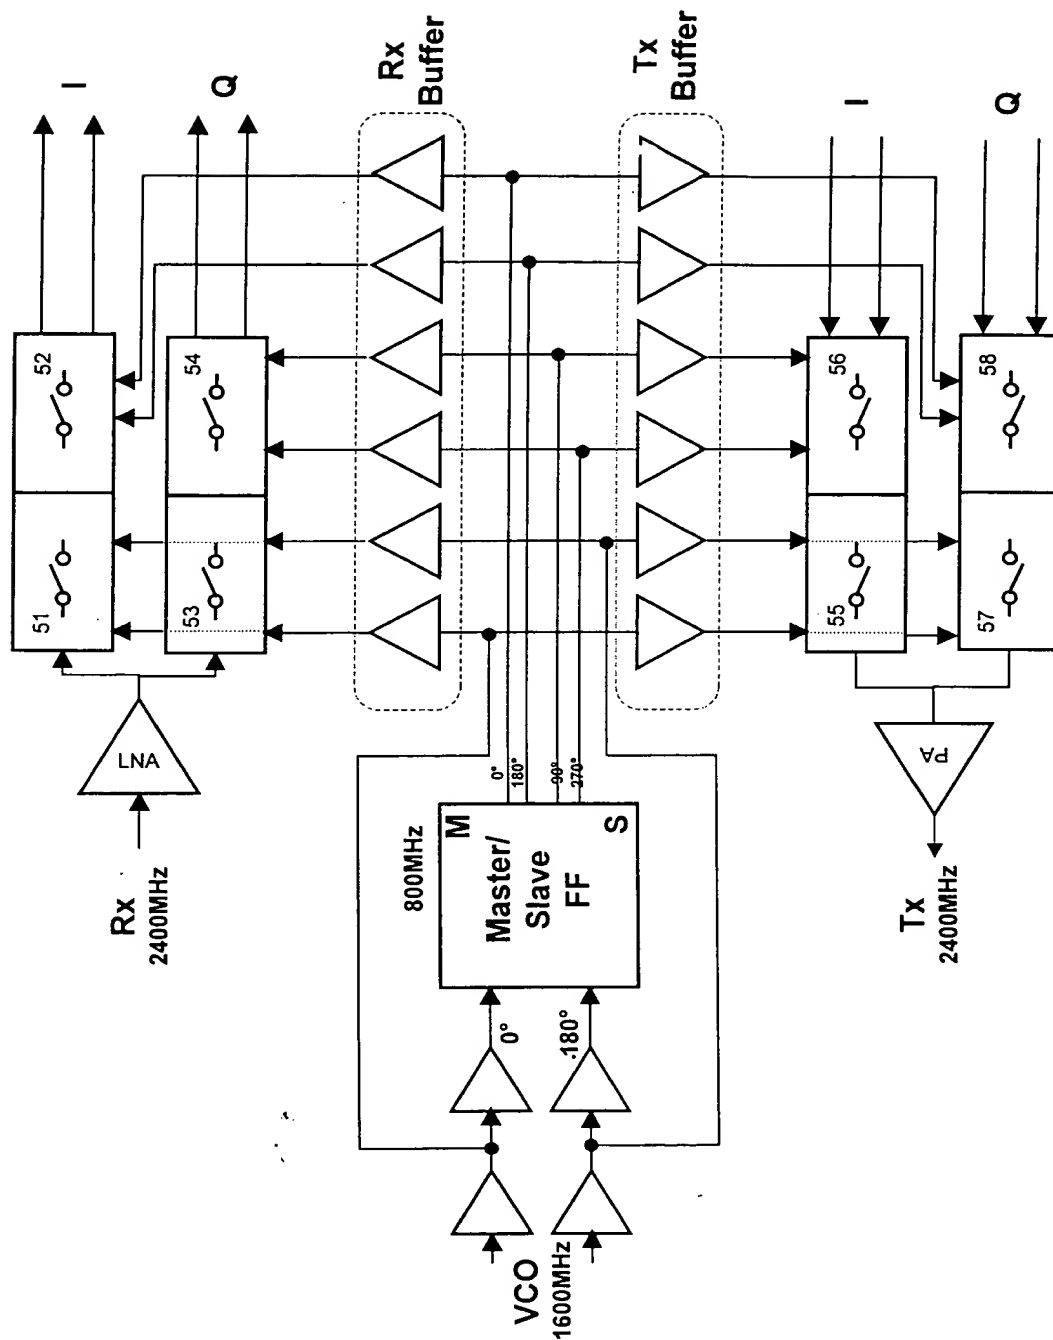 I
Q
Rx
Buffer
Tx
Buffer
I
Q
52
54
56
58
51
53
55
57
LNA
PA
Rx
2400MHz
Tx
2400MHz
800MHz
0°
180°
90°
270°
M
Master/
Slave
FF
S
0°
180°
VCO
1600MHz